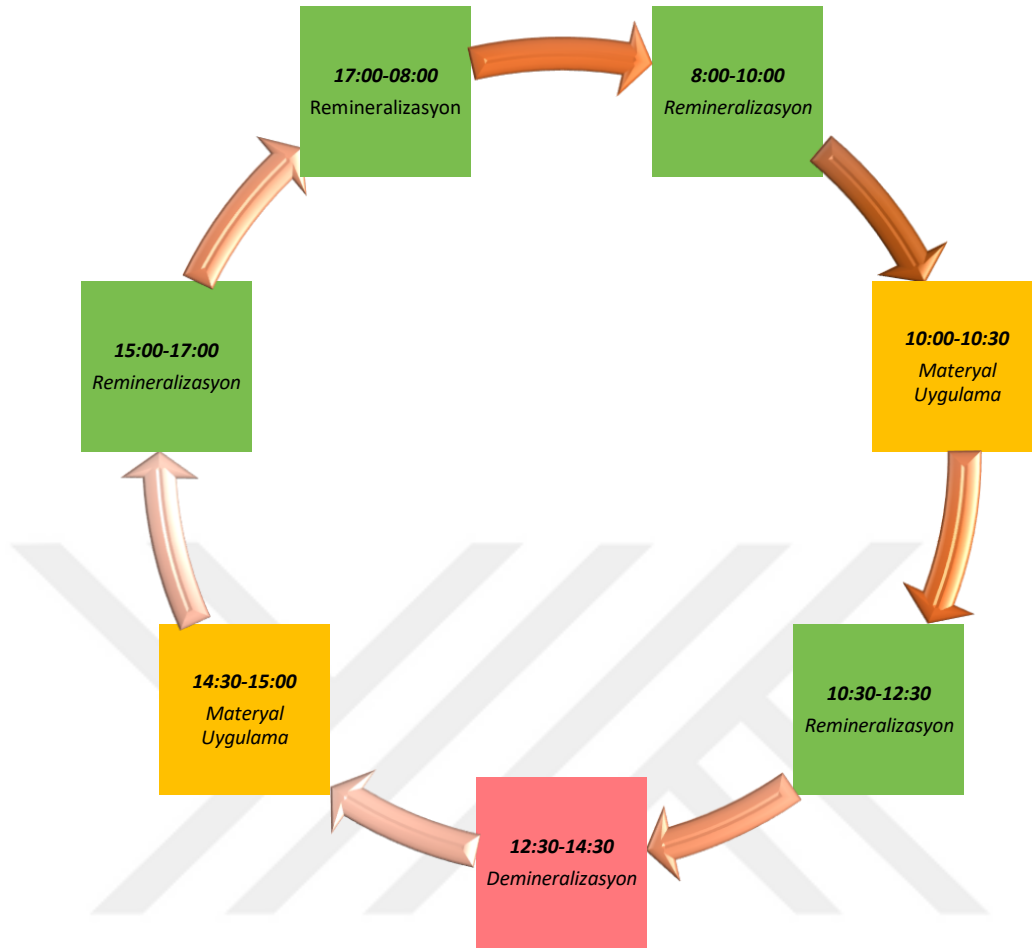 17:00-08:00
Remineralizasyon
8:00-10:00
Remineralizasyon
10:00-10:30
Materyal
Uygulama
10:30-12:30
Remineralizasyon
12:30-14:30
Demineralizasyon
14:30-15:00
Materyal
Uygulama
15:00-17:00
Remineralizasyon